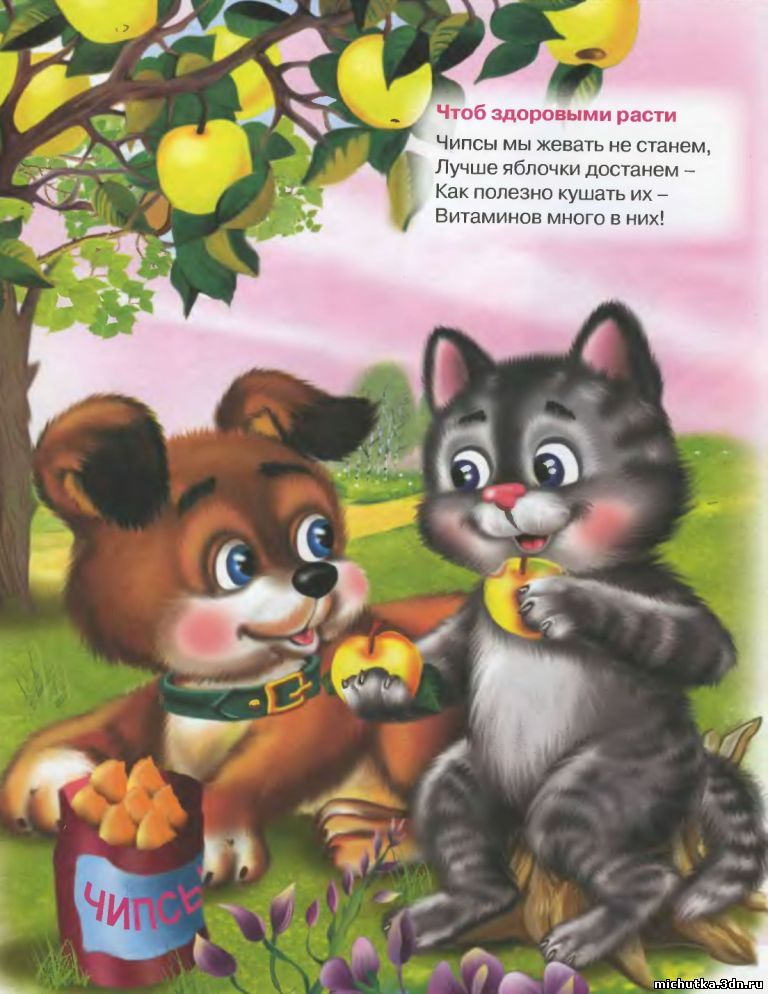 Чтоб здоровыми расти
Чипсы мы жевать не станем,
Лучше яблочки достанем –
Как полезно кушать их –
Витаминов много в них!
ЧИПСЫ
michutka.3dn.ru